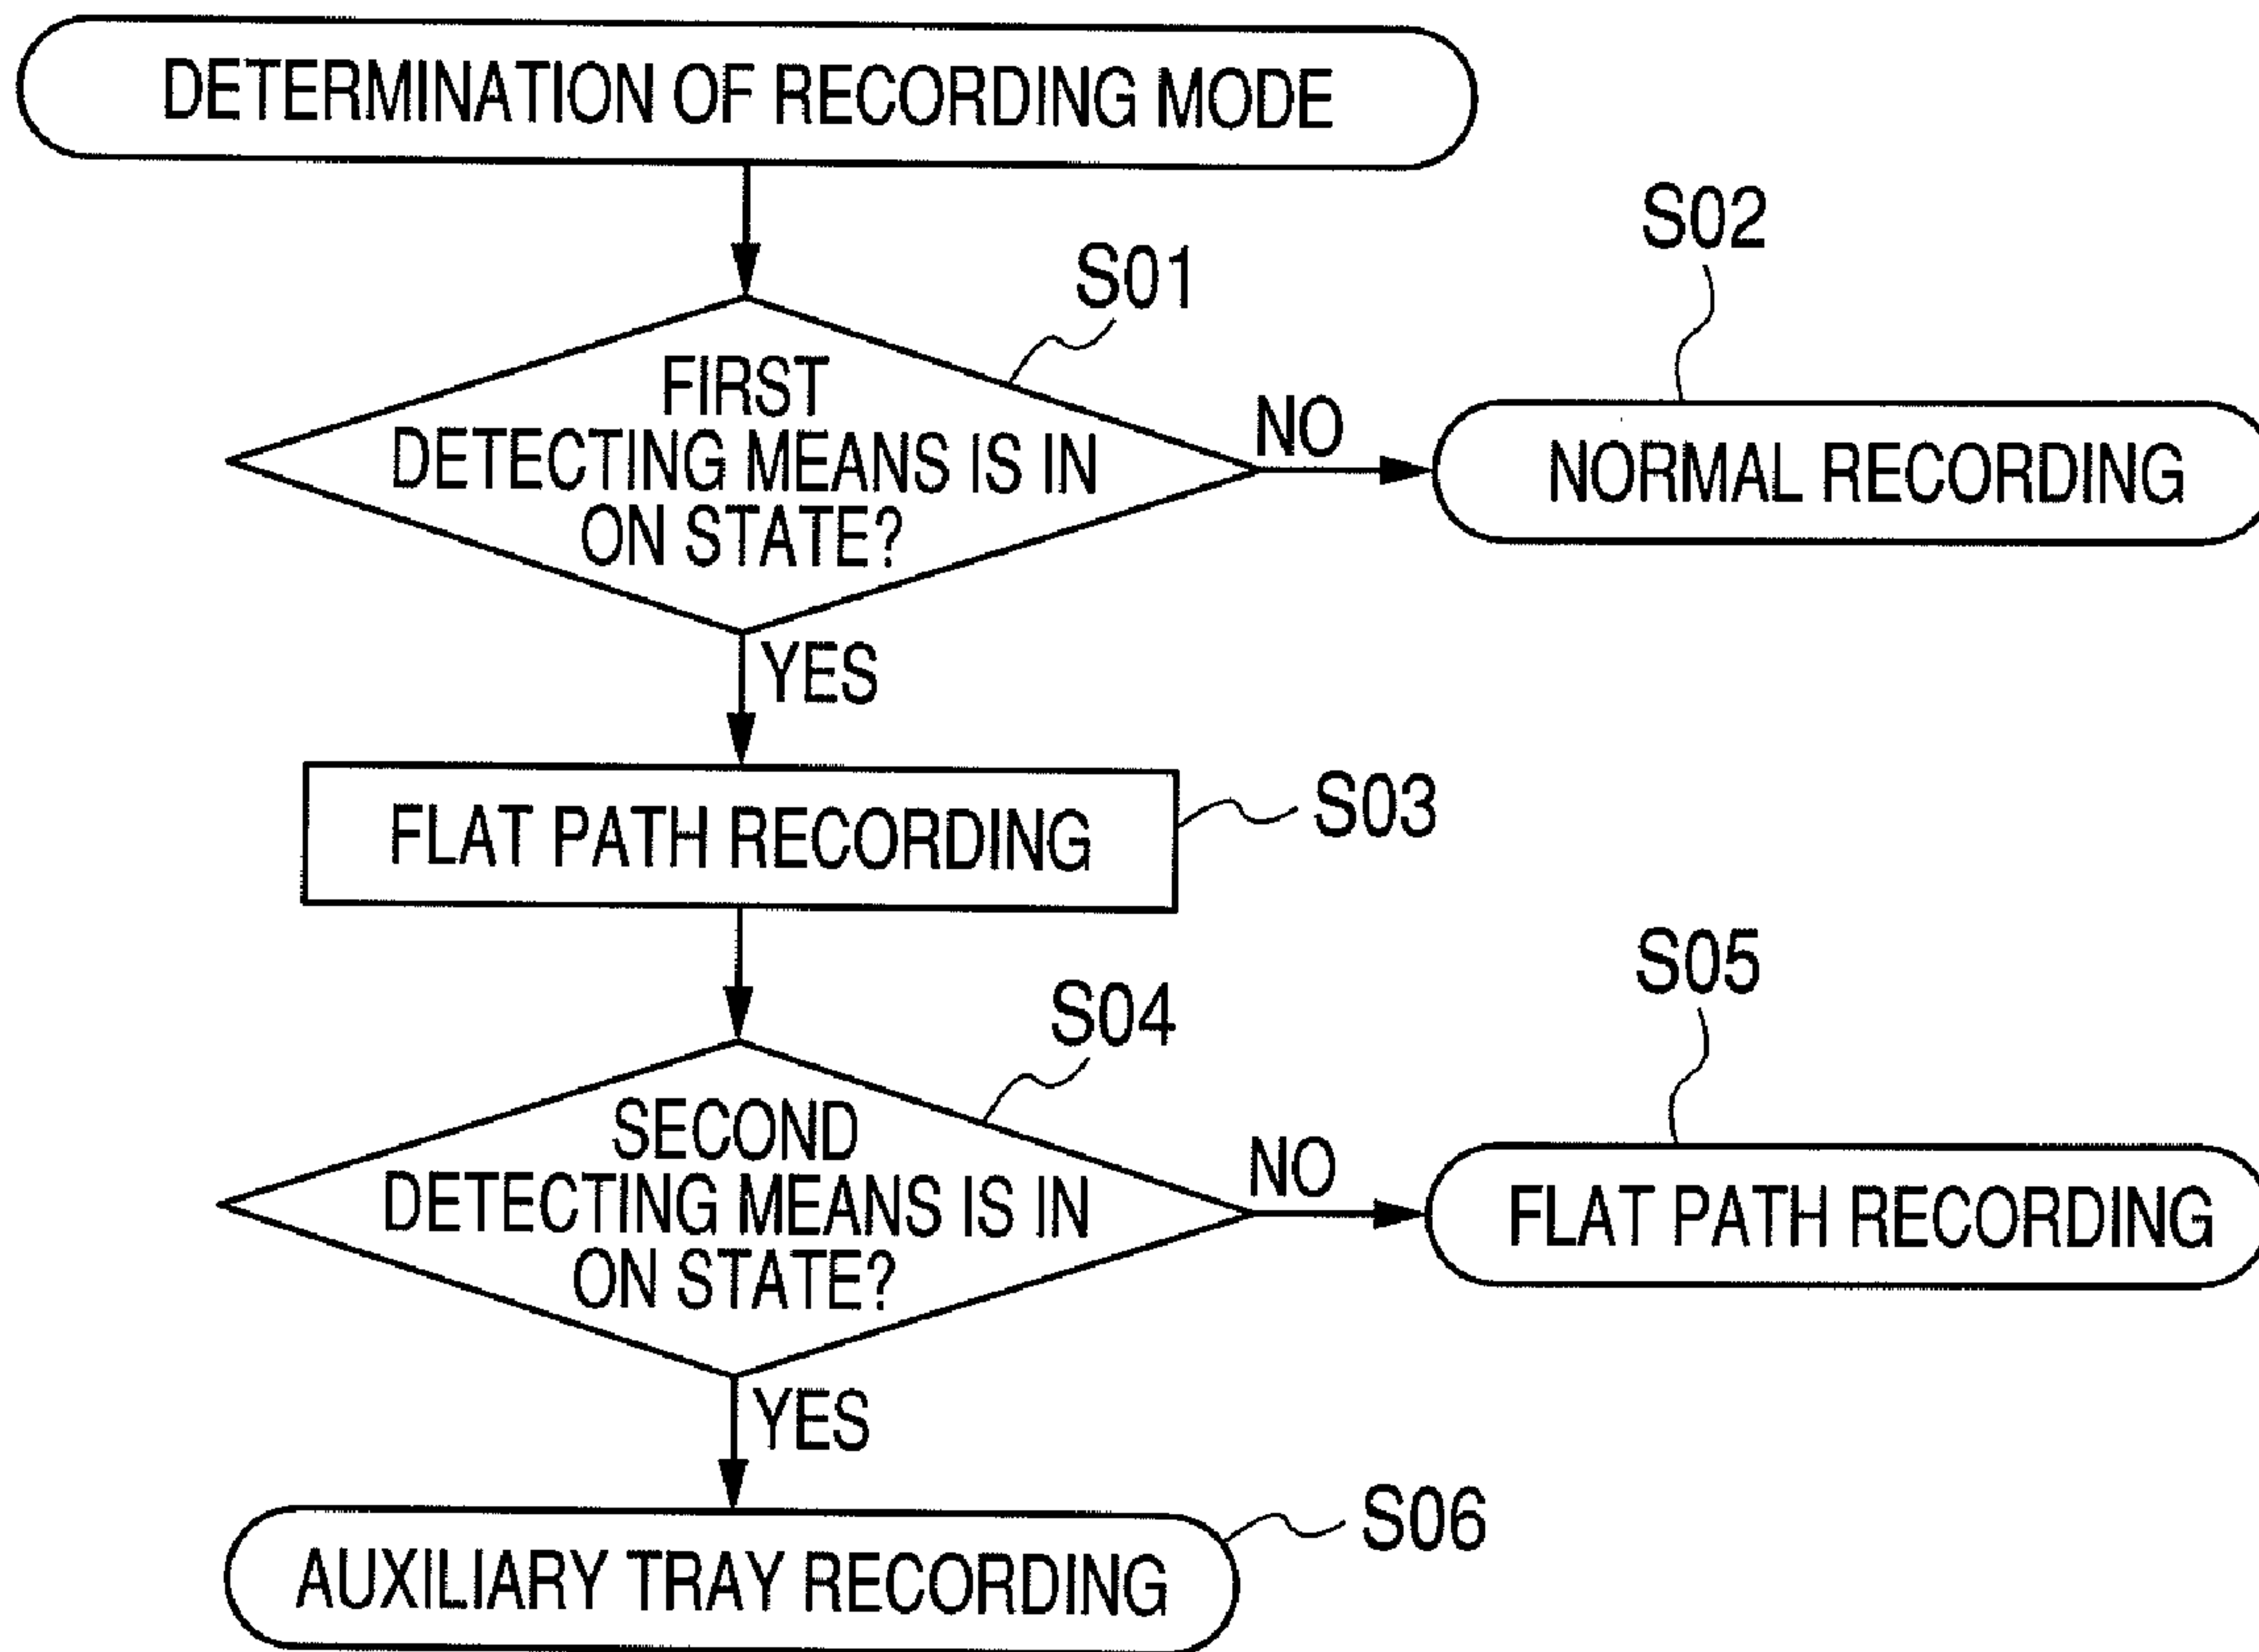 DETERMINATION OF RECORDING MODE
S01
S02
FIRST
DETECTING MEANS IS IN
ON STATE?
NO
NORMAL RECORDING
YES
FLAT PATH RECORDING
S03
S04
S05
SECOND
DETECTING MEANS IS IN
ON STATE?
NO
FLAT PATH RECORDING
YES
AUXILIARY TRAY RECORDING
S06